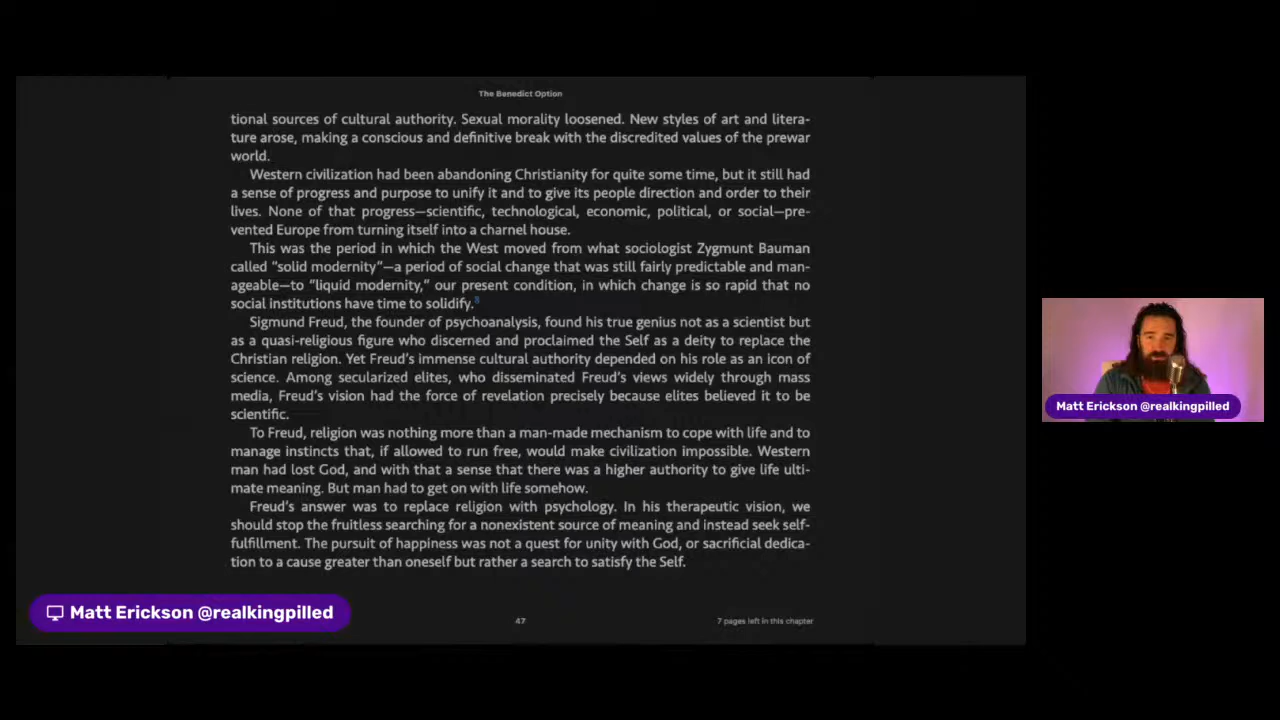 The Benedict Option
tional sources of cultural authority. Sexual morality loosened. New styles of art and litera-
ture arose, making a conscious and definitive break with the discredited values of the prewar
world.
Western civilization had been abandoning Christianity for quite some time, but it still had
a sense of progress and purpose to unify it and to give its people direction and order to their
lives. None of that progress—scientific, technological, economic, political, or social—pre-
vented Europe from turning itself into a charnel house.
This was the period in which the West moved from what sociologist Zygmunt Bauman
called “solid modernity”—a period of social change that was still fairly predictable and man-
ageable—to “liquid modernity,” our present condition, in which change is so rapid that no
social institutions have time to solidify.
Sigmund Freud, the founder of psychoanalysis, found his true genius not as a scientist but
as a quasi-religious figure who discerned and proclaimed the Self as a deity to replace the
Christian religion. Yet Freud’s immense cultural authority depended on his role as an icon of
science. Among secularized elites, who disseminated Freud’s views widely through mass
media, Freud’s vision had the force of revelation precisely because elites believed it to be
scientific.
To Freud, religion was nothing more than a man-made mechanism to cope with life and to
manage instincts that, if allowed to run free, would make civilization impossible. Western
man had lost God, and with that a sense that there was a higher authority to give life ulti-
mate meaning. But man had to get on with life somehow.
Freud’s answer was to replace religion with psychology. In his therapeutic vision, we
should stop the fruitless searching for a nonexistent source of meaning and instead seek self-
fulfillment. The pursuit of happiness was not a quest for unity with God, or sacrificial dedica-
tion to a cause greater than oneself but rather a search to satisfy the Self.
47
7 pages left in this chapter
Matt Erickson @realkingpilled
Matt Erickson @realkingpilled